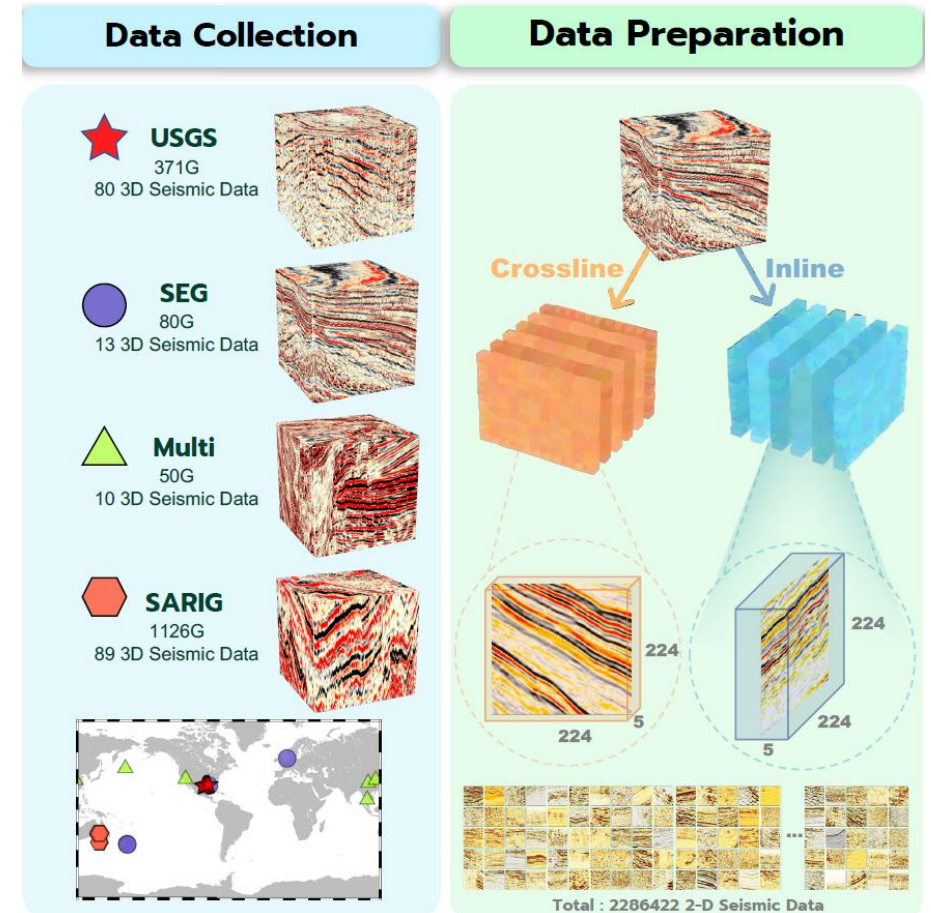 Data Collection
USGS
371G
80 3D Seismic Data
SEG
80G
13 3D Seismic Data
Multi
50G
10 3D Seismic Data
SARIG
1126G
89 3D Seismic Data
Data Preparation
Crossline
Inline
224
5
224
224
224
5
Total : 2286422 2-D Seismic Data